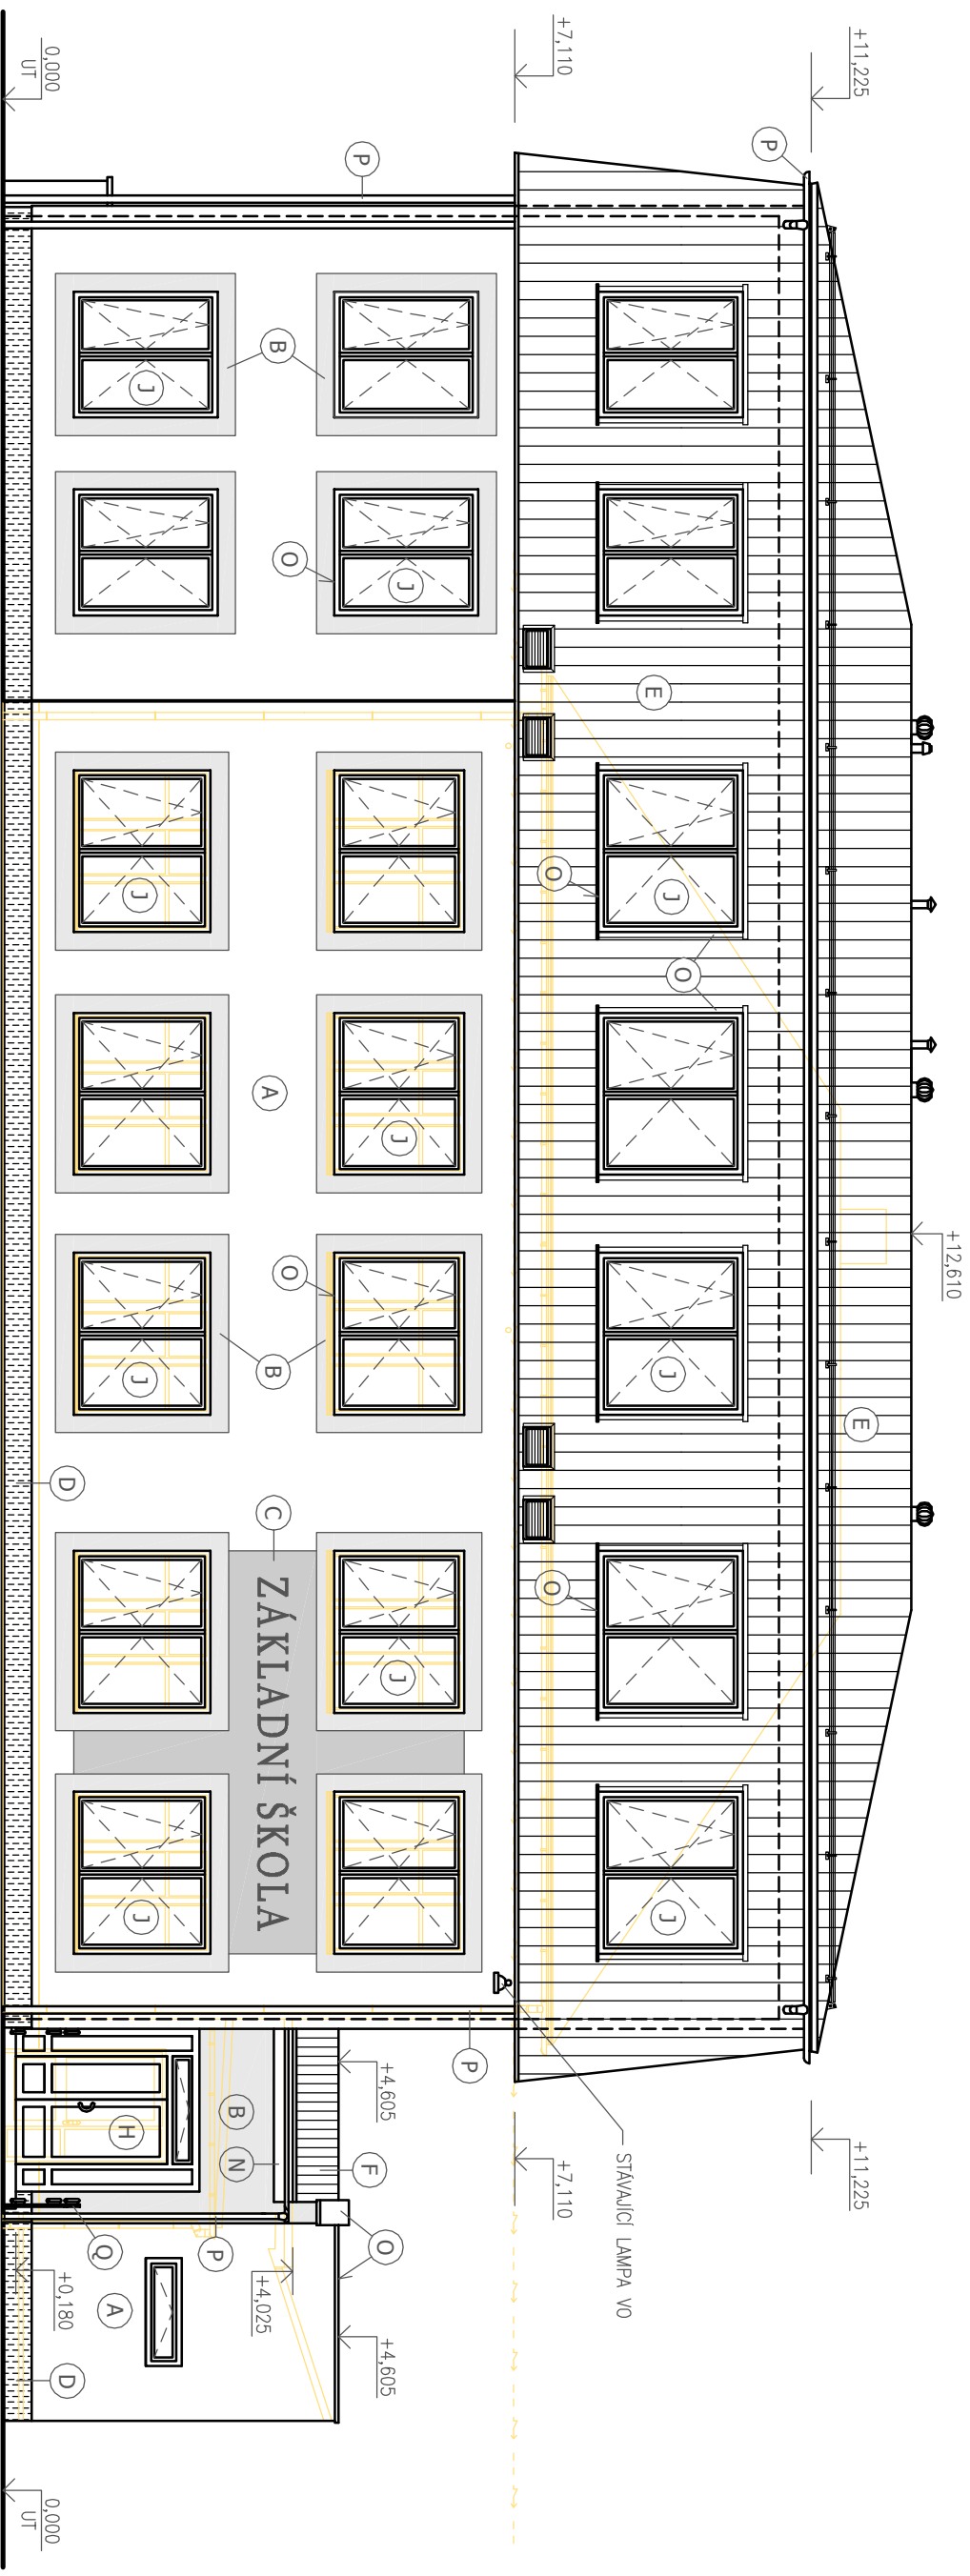 +12,610
+11,225
E
+11,225
P
E
J
O
J
J
STÁVAJÍCÍ LAMPA VO
+7,110
O
O
+7,110
P
J
J
J
+4,605
F
O
+4,605
P
B
O
A
O
B
C
ZÁKLADNÍ ŠKOLA
B
N
+4,025
P
J
J
J
J
H
Q
A
D
+0,180
D
0,000
UT
0,000
UT